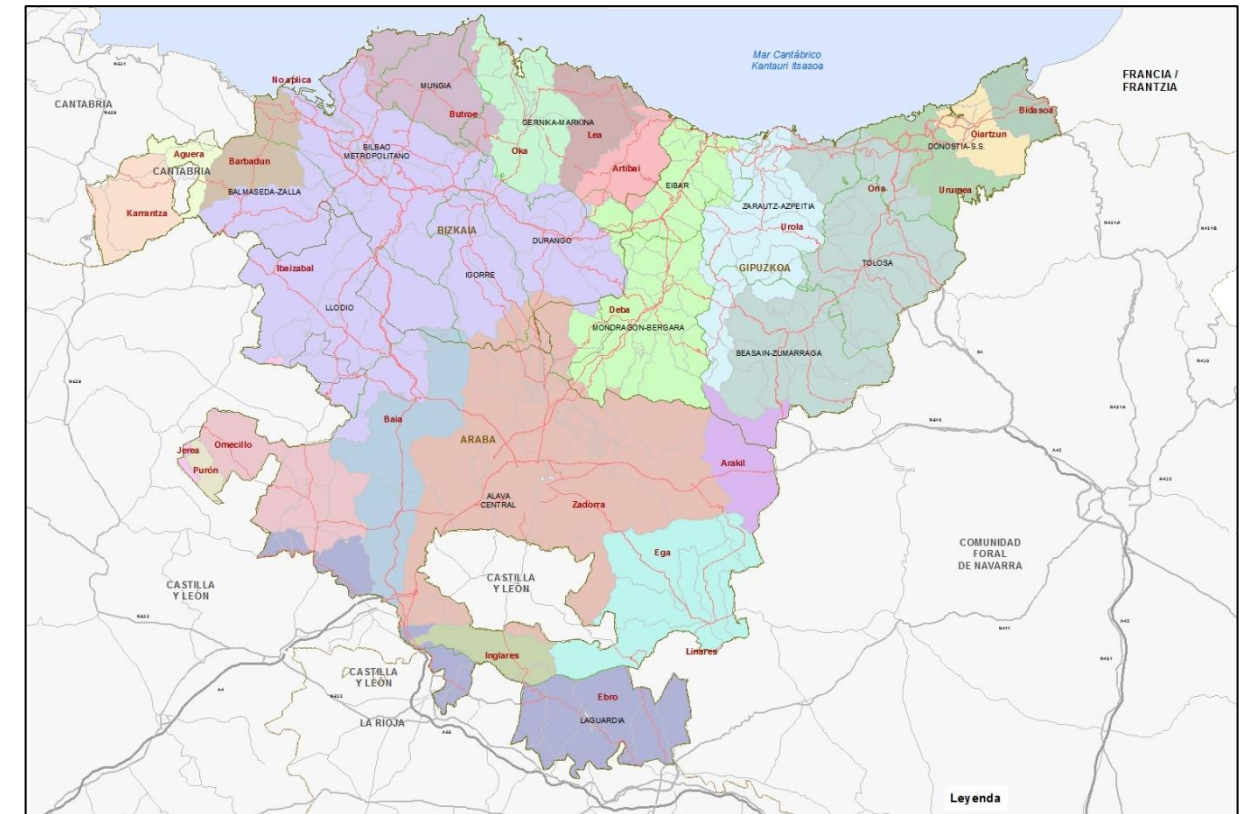 Mar Cantábrico
Kantauri Itsasoa
FRANCIA /
FRANTZIA
CANTABRIA
No aplica
MUNGIA
Butroe
GERNIKA-MARKINA
Lea
Oka
Artibai
Bidasoa
Oiartzun
DONOSTIA-S.S.
Aguera
CANTABRIA
Barbadun
BILBAO
METROPOLITANO
BALMASEDA-ZALLA
Karrantza
EIBAR
Oria
Urumea
ZARAUTZ-AZPEITIA
Urola
BIZKAIA
DURANGO
Ibaizabal
IGORRE
GIPUZKOA
TOLOSA
LLODIO
Deba
MONDRAGON-BERGARA
BEASAIN-ZUMARRAGA
Baia
ARABA
Omecillo
Jerea
Purón
Arakil
ALAVA
CENTRAL
Zadorra
Ega
COMUNIDAD
FORAL
DE NAVARRA
CASTILLA
Y LEÓN
CASTILLA
Y LEÓN
Inglares
Linares
CASTILLA
Y LEÓN
Ebro
LAGUARDIA
LA RIOJA
Leyenda